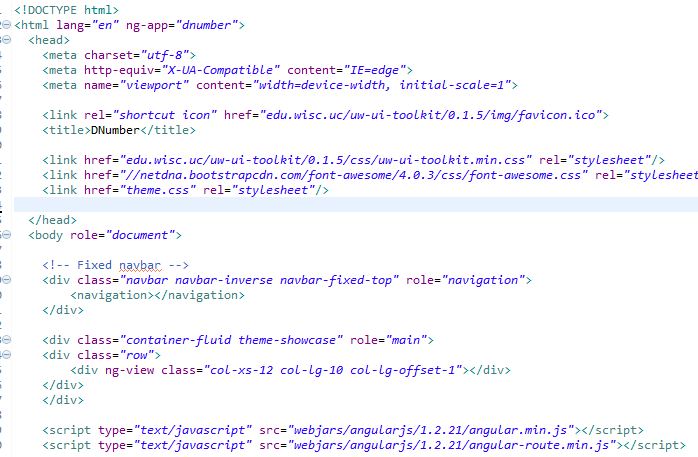 <!DOCTYPE html>
<html lang="en" ng-app="dnumber">
<head>
<meta charset="utf-8">
<meta http-equiv="X-UA-Compatible" content="IE=edge">
<meta name="viewport" content="width=device-width, initial-scale=1">
<link rel="shortcut icon" href="edu.wisc.uc/uw-ui-toolkit/0.1.5/img/favicon.ico">
<title>DNumber</title>
<link href="edu.wisc.uc/uw-ui-toolkit/0.1.5/css/uw-ui-toolkit.min.css" rel="stylesheet"/>
<link href="//netdna.bootstrapcdn.com/font-awesome/4.0.3/css/font-awesome.css" rel="stylesheet
<link href="theme.css" rel="stylesheet"/>
</head>
<body role="document">
<!-- Fixed navbar -->
<div class="navbar navbar-inverse navbar-fixed-top" role="navigation">
<navigation></navigation>
</div>
<div class="container-fluid theme-showcase" role="main">
<div class="row">
<div ng-view class="col-xs-12 col-lg-10 col-lg-offset-1"></div>
</div>
</div>
<script type="text/javascript" src="webjars/angularjs/1.2.21/angular.min.js"></script>
<script type="text/javascript" src="webjars/angularjs/1.2.21/angular-route.min.js"></script>